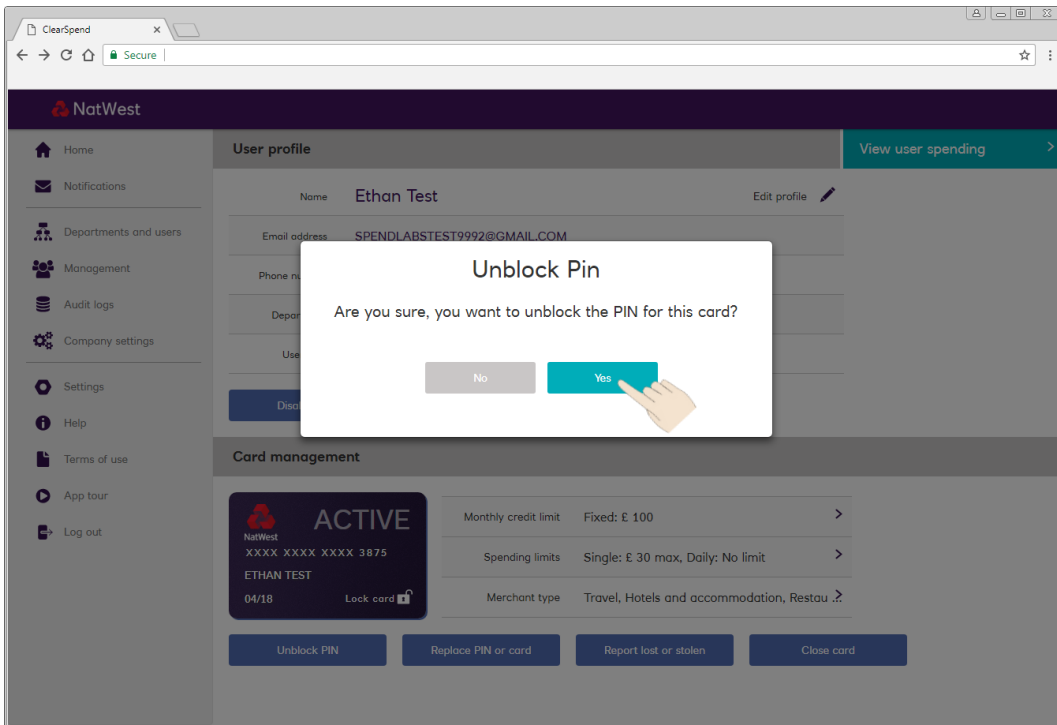 ClearSpend
Secure
NatWest
Home
Notifications
Departments and users
Management
Audit logs
Company settings
Settings
Help
Terms of use
App tour
Log out
User profile
View user spending
Name Ethan Test Edit profile
Email address SPENDLABSTEST9992@GMAIL.COM
Phone nu
Depar
Use
Disa
Unblock Pin
Are you sure, you want to unblock the PIN for this card?
No Yes
Card management
NatWest
ACTIVE
XXXX XXXX XXXX 3875
ETHAN TEST
04/18 Lock card
Monthly credit limit Fixed: £ 100
Spending limits Single: £ 30 max, Daily: No limit
Merchant type Travel, Hotels and accommodation, Restau ...
Unblock PIN Replace PIN or card Report lost or stolen Close card